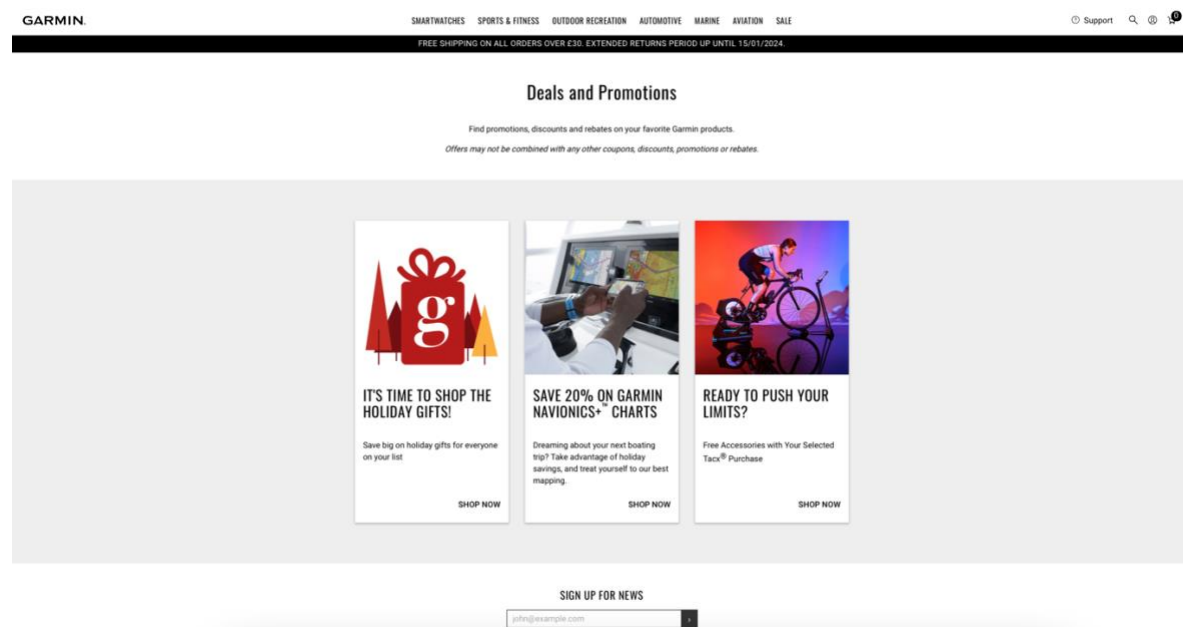 GARMIN.
SMARTWATCHES SPORTS & FITNESS OUTDOOR RECREATION AUTOMOTIVE MARINE AVIATION SALE
Support
0
FREE SHIPPING ON ALL ORDERS OVER £30. EXTENDED RETURNS PERIOD UP UNTIL 15/01/2024.
Deals and Promotions
Find promotions, discounts and rebates on your favorite Garmin products.
Offers may not be combined with any other coupons, discounts, promotions or rebates.
g
IT'S TIME TO SHOP THE
HOLIDAY GIFTS!
Save big on holiday gifts for everyone
on your list
SHOP NOW
SAVE 20% ON GARMIN
NAVIONICS+™ CHARTS
Dreaming about your next boating
trip? Take advantage of holiday
savings, and treat yourself to our best
mapping.
SHOP NOW
READY TO PUSH YOUR
LIMITS?
Free Accessories with Your Selected
Tacx® Purchase
SHOP NOW
SIGN UP FOR NEWS
john@example.com